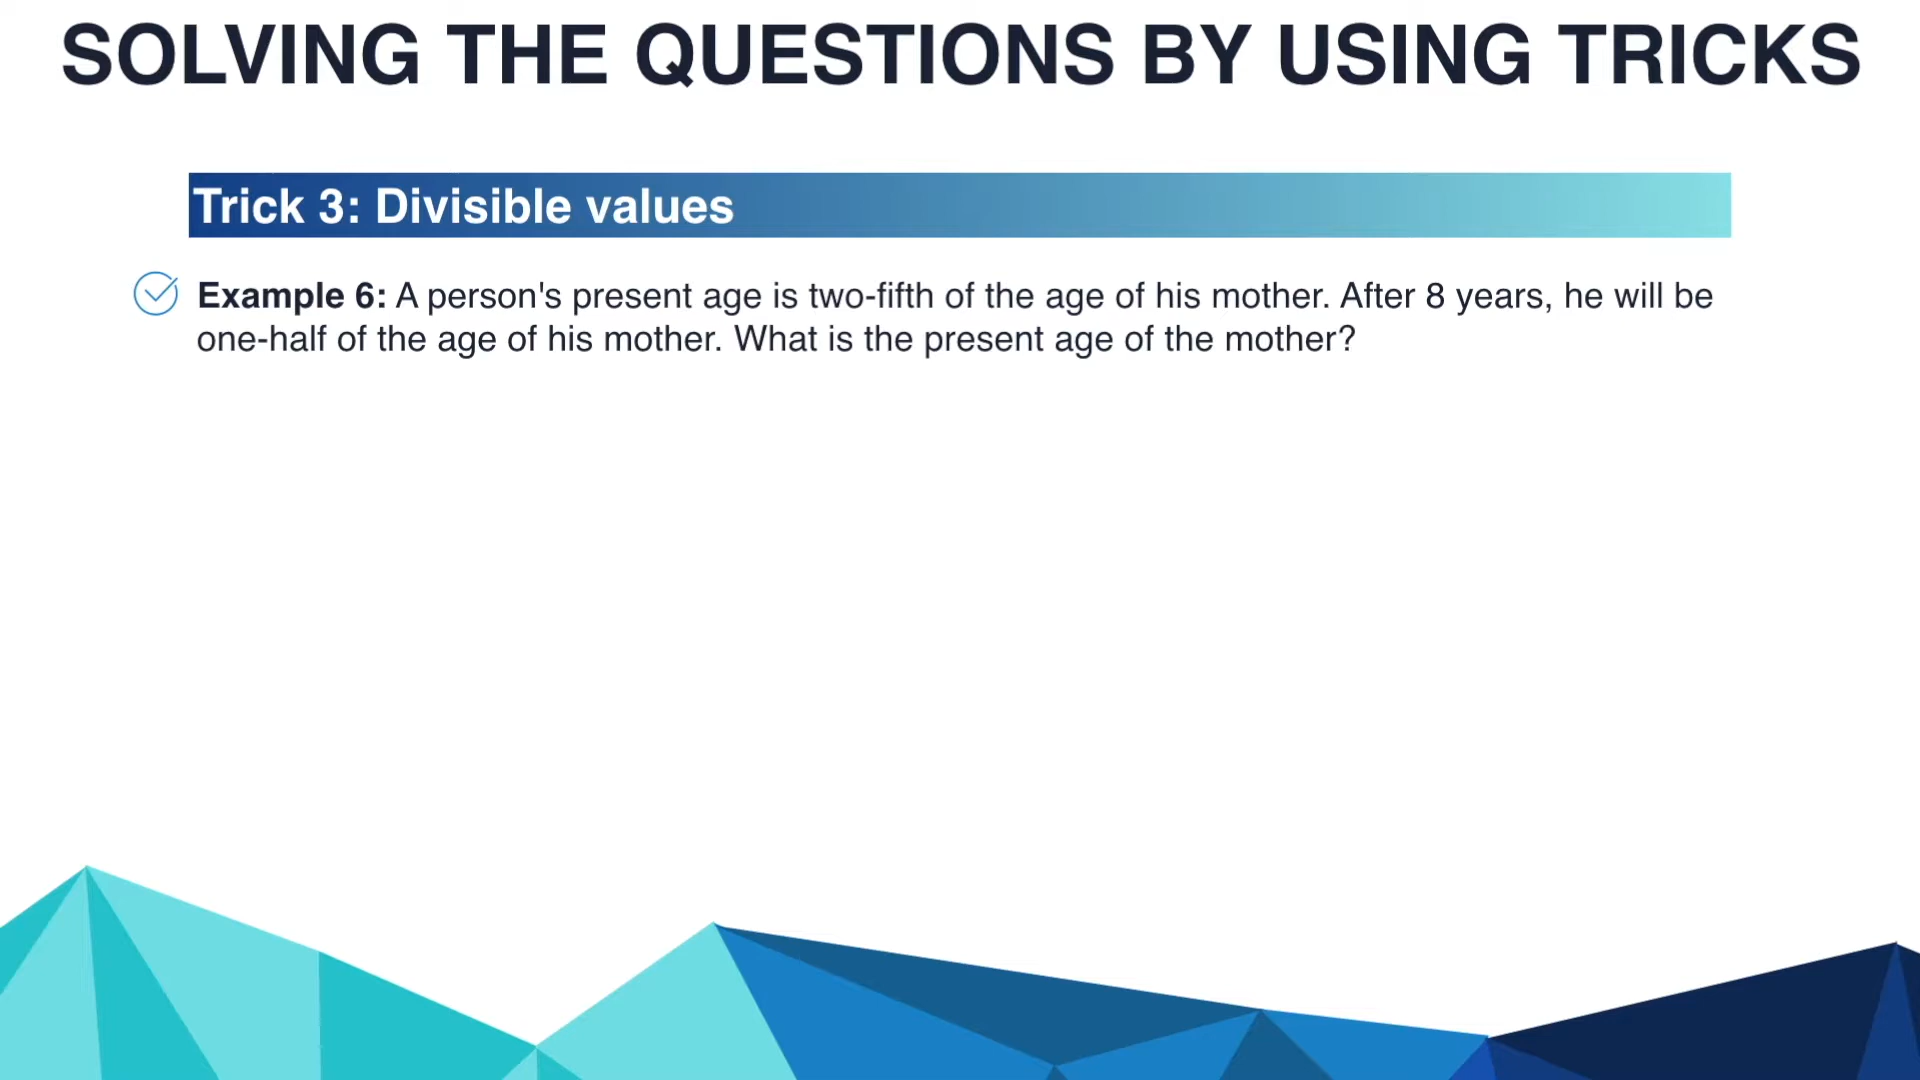 SOLVING THE QUESTIONS BY USING TRICKS
Trick 3: Divisible values
Example 6: A person's present age is two-fifth of the age of his mother. After 8 years, he will be
one-half of the age of his mother. What is the present age of the mother?